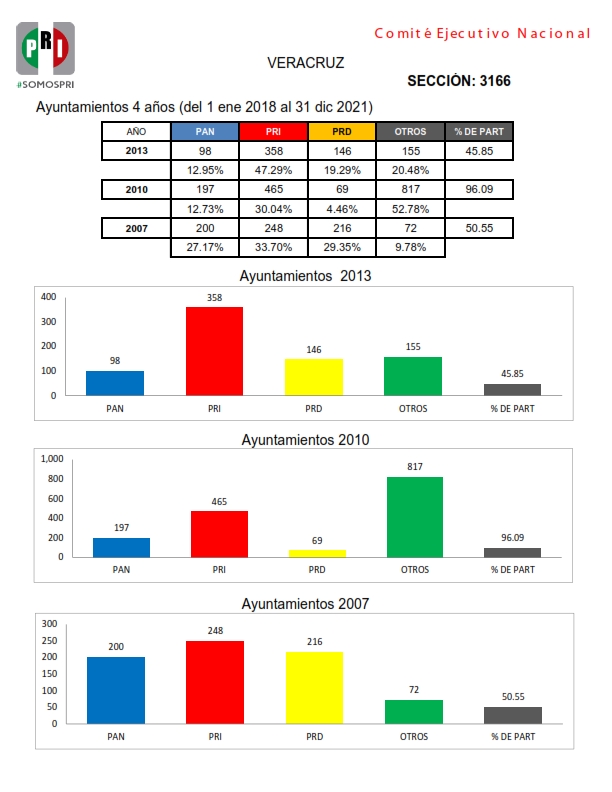 Comité Ejecutivo Nacional
PRI
#SOMOSPRI
VERACRUZ
SECCIÓN: 3166
Ayuntamientos 4 años (del 1 ene 2018 al 31 dic 2021)
AÑO PAN PRI PRD OTROS % DE PART
2013 98 358 146 155 45.85
12.95% 47.29% 19.29% 20.48%
2010 197 465 69 817 96.09
12.73% 30.04% 4.46% 52.78%
2007 200 248 216 72 50.55
27.17% 33.70% 29.35% 9.78%
Ayuntamientos 2013
400
358
300
200
146
155
98
100
45.85
0
PAN PRI PRD OTROS % DE PART
Ayuntamientos 2010
1,000
817
800
600
465
400
197
200
69
96.09
0
PAN PRI PRD OTROS % DE PART
Ayuntamientos 2007
300
248
250
216
200
200
150
100
72
50.55
50
0
PAN PRI PRD OTROS % DE PART